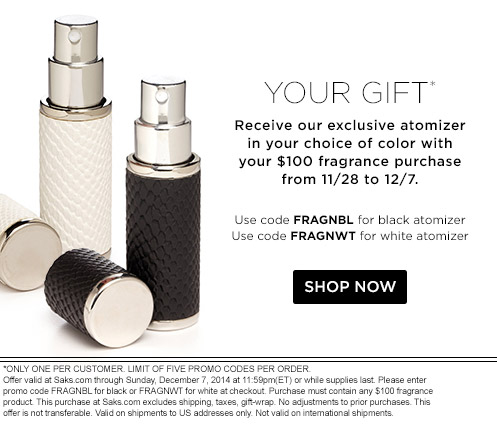 YOUR GIFT*
Receive our exclusive atomizer
in your choice of color with
your $100 fragrance purchase
from 11/28 to 12/7.
Use code FRAGNBL for black atomizer
Use code FRAGNWT for white atomizer
SHOP NOW
*ONLY ONE PER CUSTOMER. LIMIT OF FIVE PROMO CODES PER ORDER.
Offer valid at Saks.com through Sunday, December 7, 2014 at 11:59pm(ET) or while supplies last. Please enter
promo code FRAGNBL for black or FRAGNWT for white at checkout. Purchase must contain any $100 fragrance
product. This purchase at Saks.com excludes shipping, taxes, gift-wrap. No adjustments to prior purchases. This
offer is not transferable. Valid on shipments to US addresses only. Not valid on international shipments.